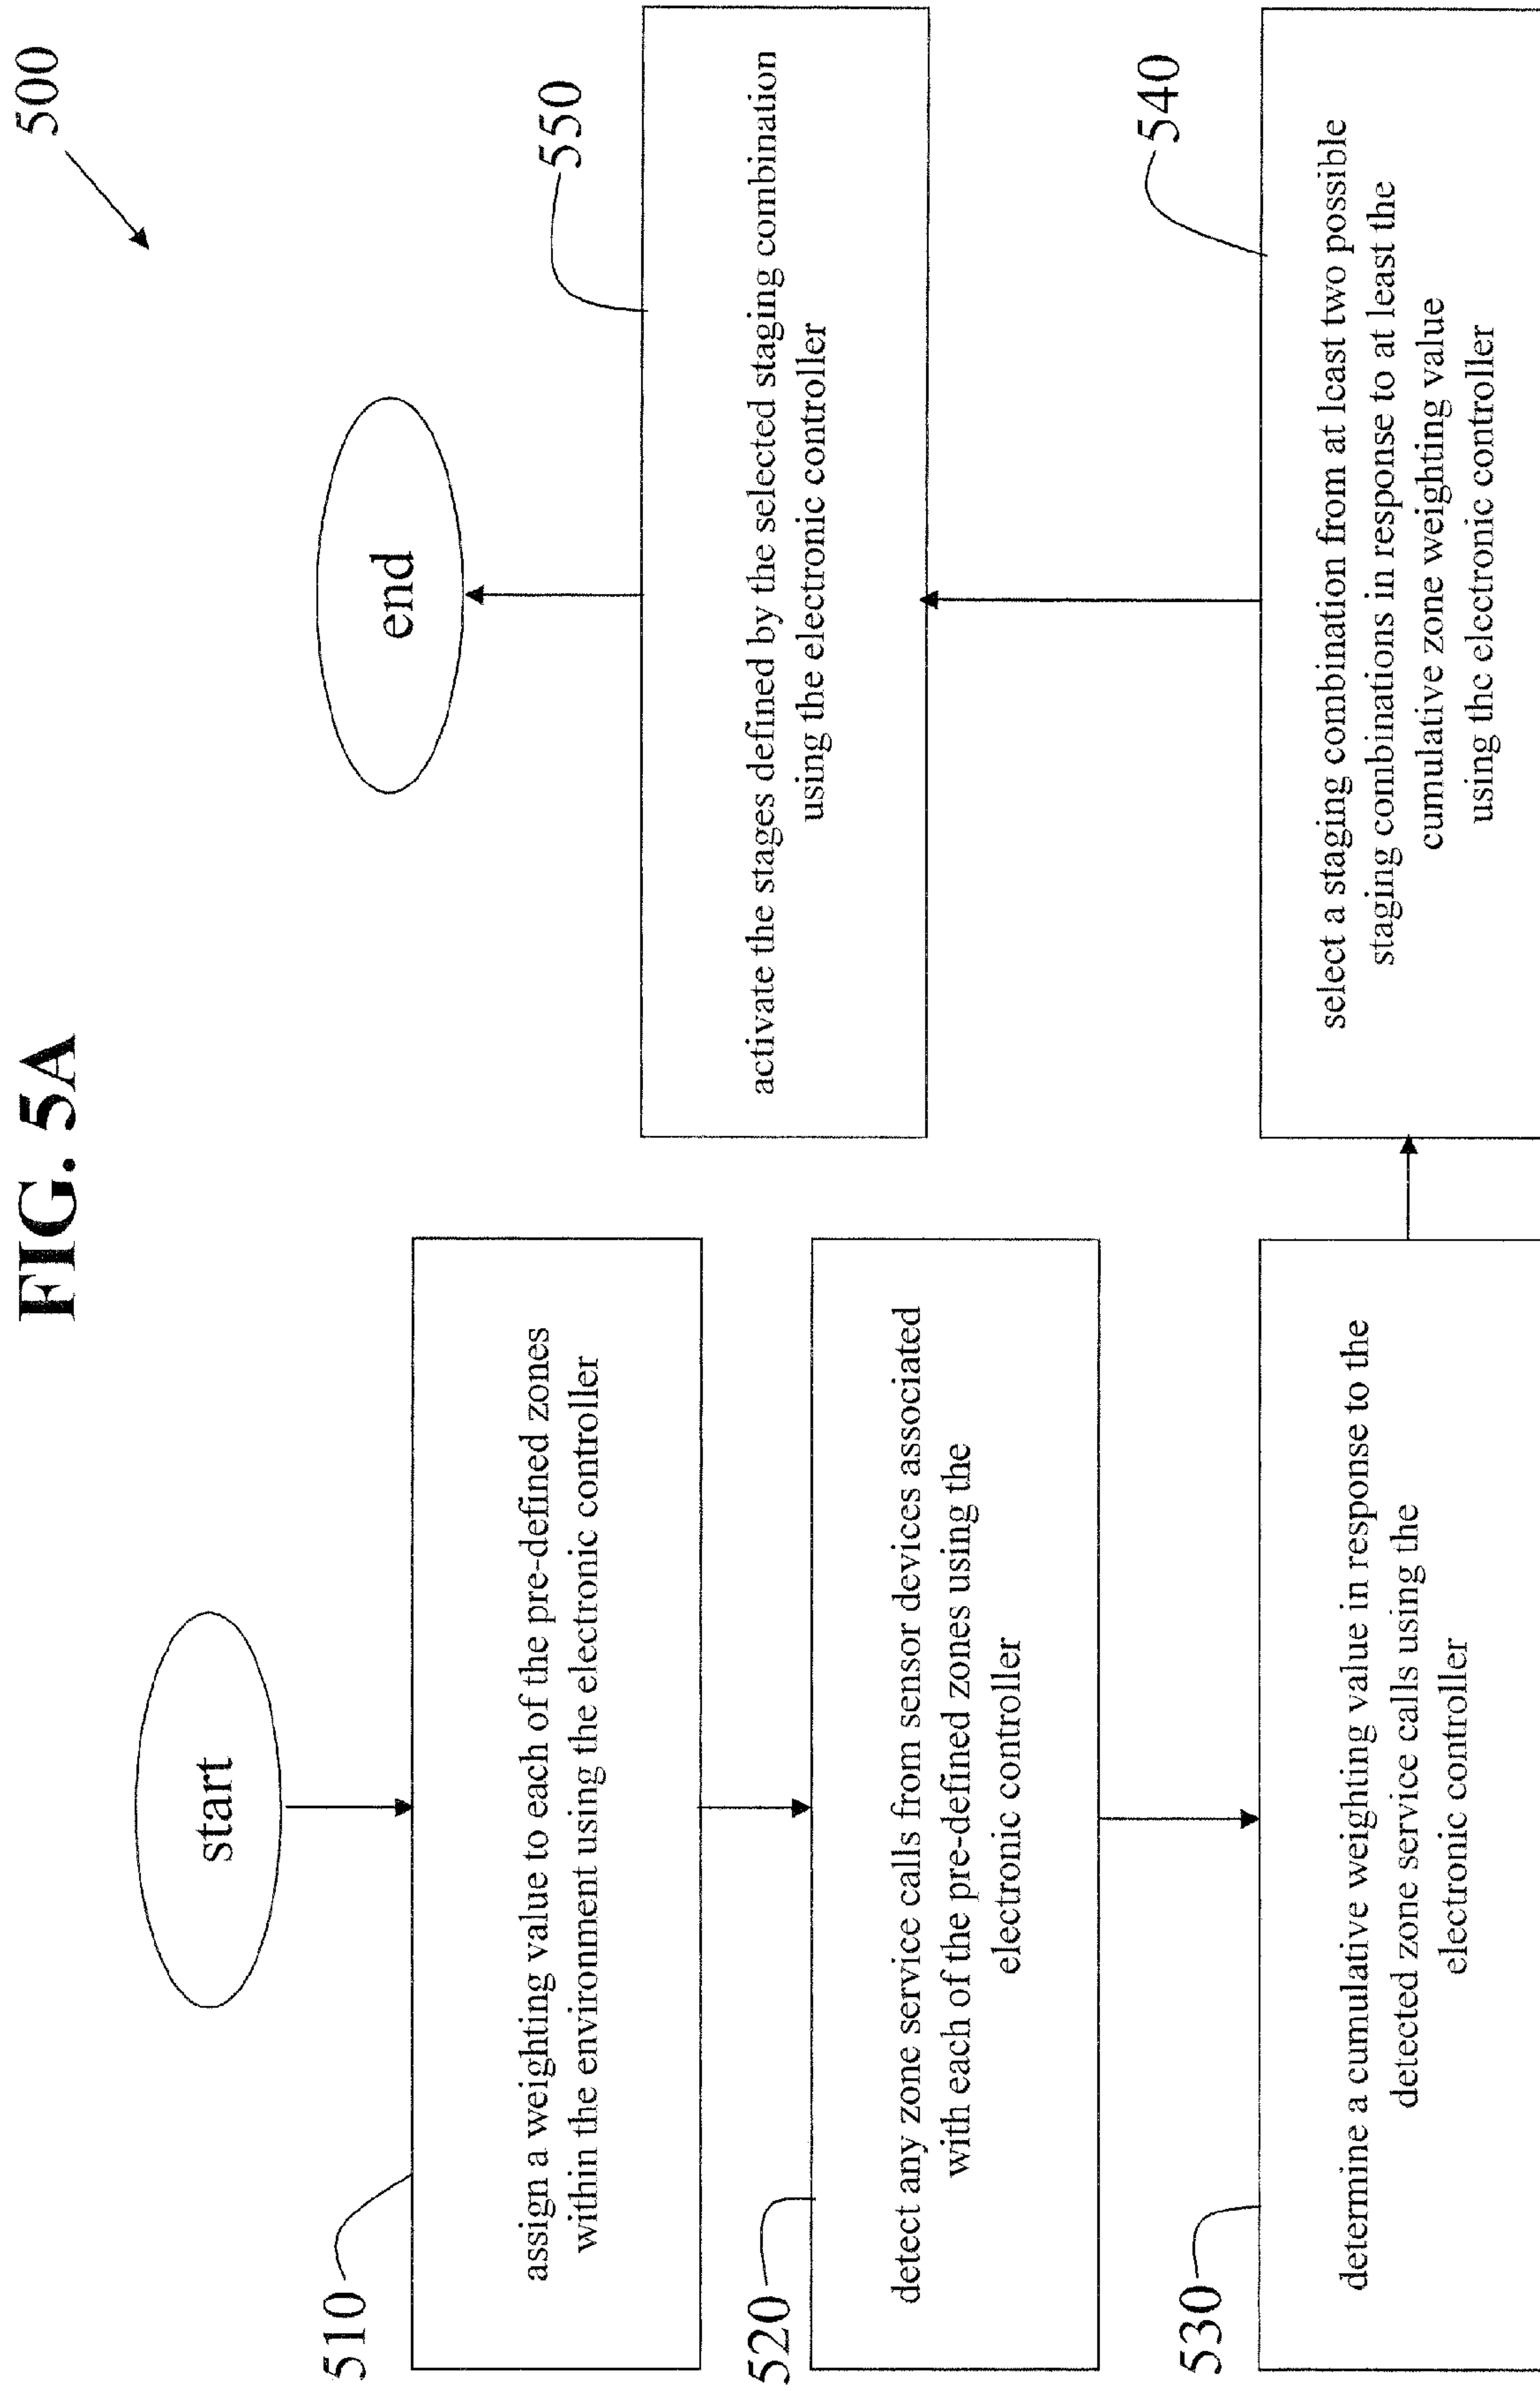 FIG. 5A
500
start
510
assign a weighting value to each of the pre-defined zones
within the environment using the electronic controller
520
detect any zone service calls from sensor devices associated
with each of the pre-defined zones using the
electronic controller
530
determine a cumulative weighting value in response to the
detected zone service calls using the
electronic controller
540
select a staging combination from at least two possible
staging combinations in response to at least the
cumulative zone weighting value
using the electronic controller
550
activate the stages defined by the selected staging combination
using the electronic controller
end